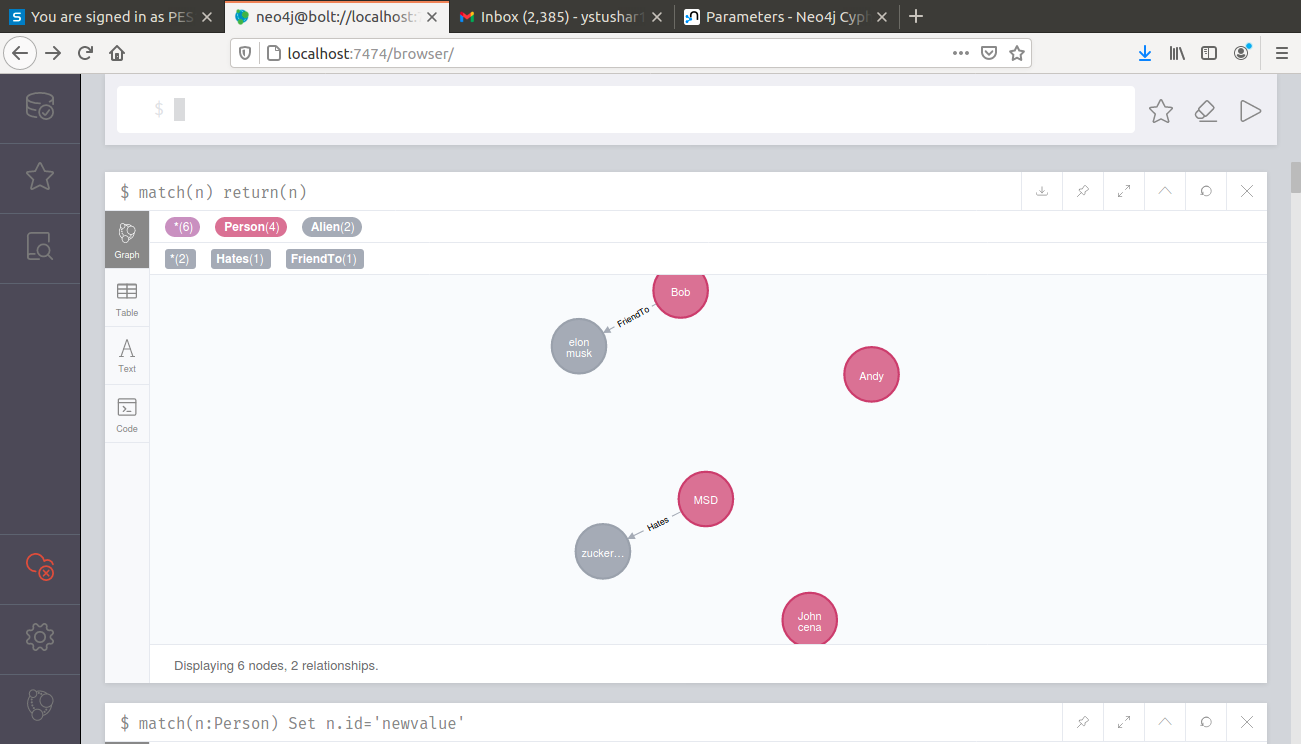 You are signed in as PES
neo4j@bolt://localhost:
Inbox (2,385) - ystushar
Parameters - Neo4j Cyph
localhost:7474/browser/
$
$ match(n) return(n)
*(6) Person(4) Alien(2)
*(2) Hates(1) FriendTo(1)
Graph
Table
Text
Code
Bob
FriendTo
elon
musk
Andy
MSD
Hates
zucker...
John
cena
Displaying 6 nodes, 2 relationships.
$ match(n:Person) Set n.id='newvalue'